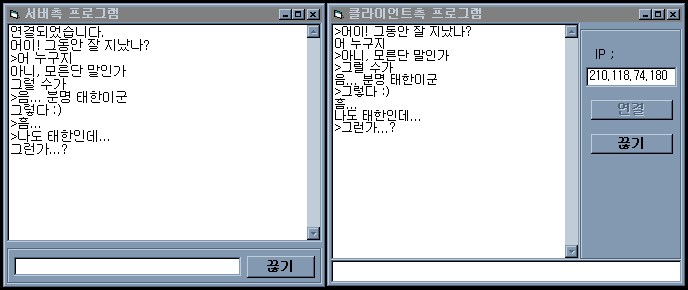 서버측 프로그램
연결되었습니다.
어이! 그동안 잘 지냈나?
>어 누구지
아니, 모른단 말인가
그럴 수가
>음... 분명 태한이군
그렇다 :)
>흠...
>나도 태한인데...
그런가...?
끊기
클라이언트측 프로그램
>어이! 그동안 잘 지냈나?
어 누구지
>아니, 모른단 말인가
>그럴 수가
음... 분명 태한이군
>그렇다 :)
흠...
나도 태한인데...
>그런가...?
IP ;
210,118,74,180
연결
끊기